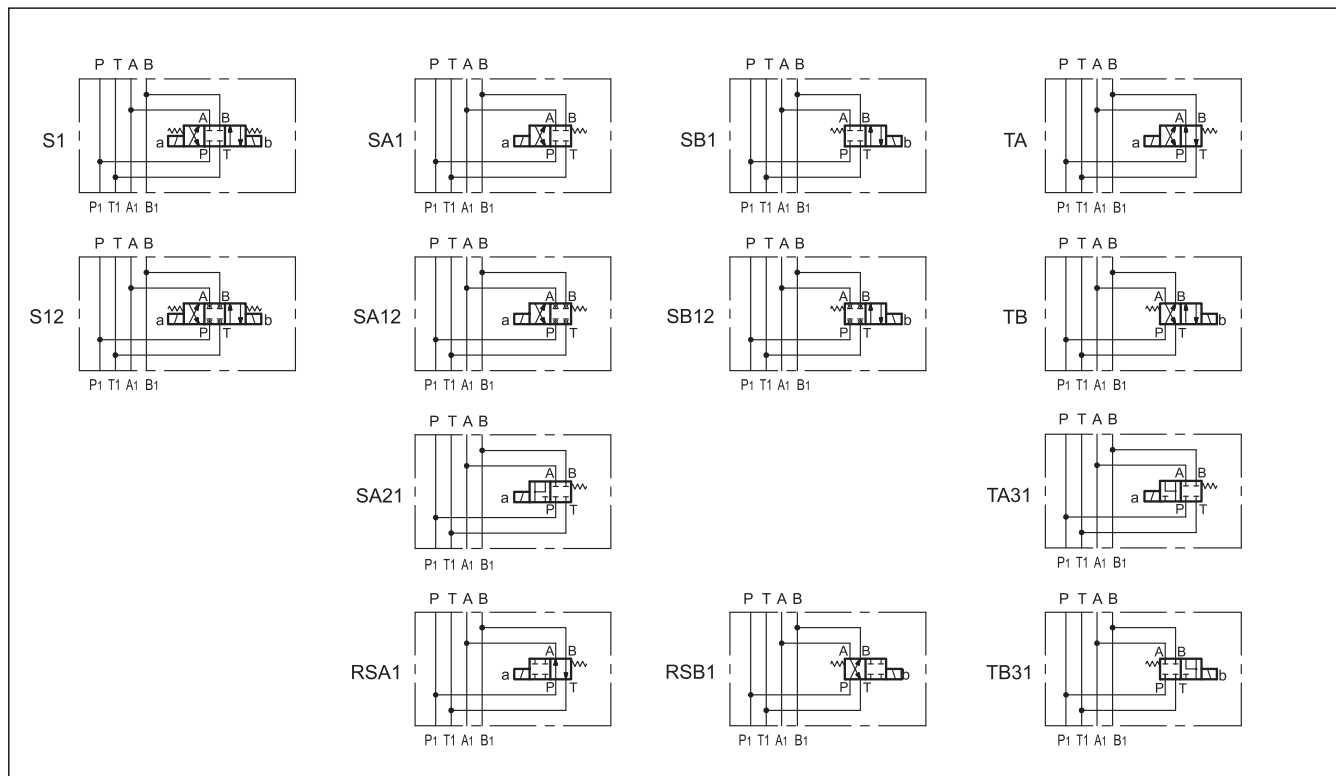 P T A B
S1
A B
a b
P T
P1 T1 A1 B1
P T A B
SA1
A B
a
P T
P1 T1 A1 B1
P T A B
SB1
A B
b
P T
P1 T1 A1 B1
P T A B
TA
A B
a
P T
P1 T1 A1 B1
P T A B
S12
A B
a b
P T
P1 T1 A1 B1
P T A B
SA12
A B
a
P T
P1 T1 A1 B1
P T A B
SB12
A B
b
P T
P1 T1 A1 B1
P T A B
TB
A B
b
P T
P1 T1 A1 B1
P T A B
SA21
A B
a
P T
P1 T1 A1 B1
P T A B
TA31
A B
a
P T
P1 T1 A1 B1
P T A B
RSA1
A B
a
P T
P1 T1 A1 B1
P T A B
RSB1
A B
b
P T
P1 T1 A1 B1
P T A B
TB31
A B
b
P T
P1 T1 A1 B1